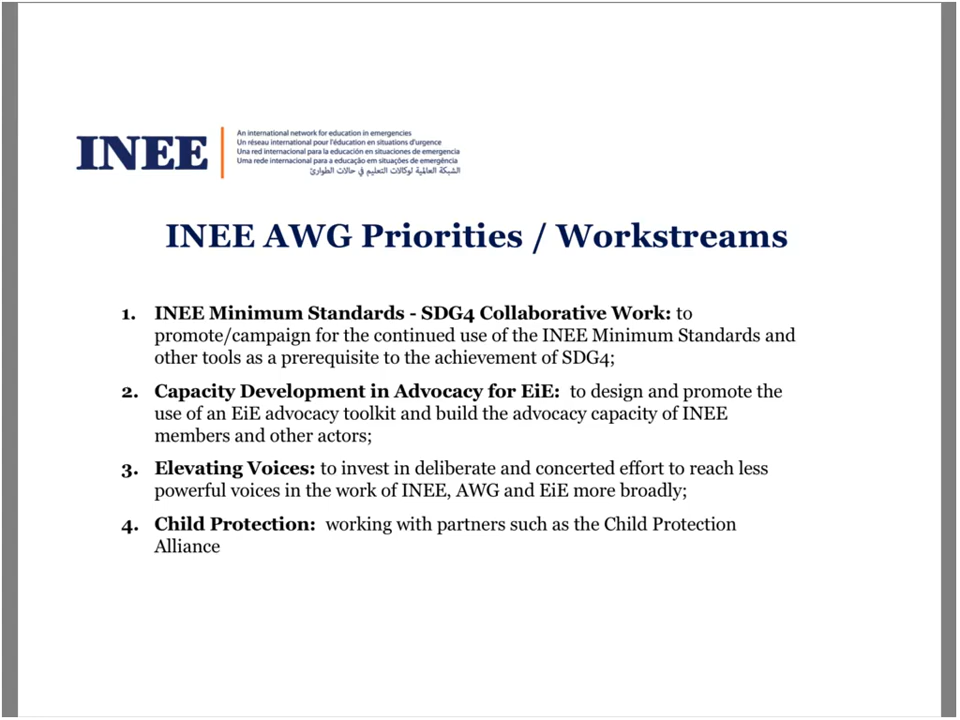 INEE
An international network for education in emergencies
Un réseau international pour l'éducation en situations d'urgence
Una red internacional para la educación en situaciones de emergencia
Uma rede internacional para a educação em situações de emergência
الشبكة العالمية لوكالات التعليم في حالات الطوارئ
INEE AWG Priorities / Workstreams
1. INEE Minimum Standards - SDG4 Collaborative Work: to
promote/campaign for the continued use of the INEE Minimum Standards and
other tools as a prerequisite to the achievement of SDG4;
2. Capacity Development in Advocacy for EiE: to design and promote the
use of an EiE advocacy toolkit and build the advocacy capacity of INEE
members and other actors;
3. Elevating Voices: to invest in deliberate and concerted effort to reach less
powerful voices in the work of INEE, AWG and EiE more broadly;
4. Child Protection: working with partners such as the Child Protection
Alliance